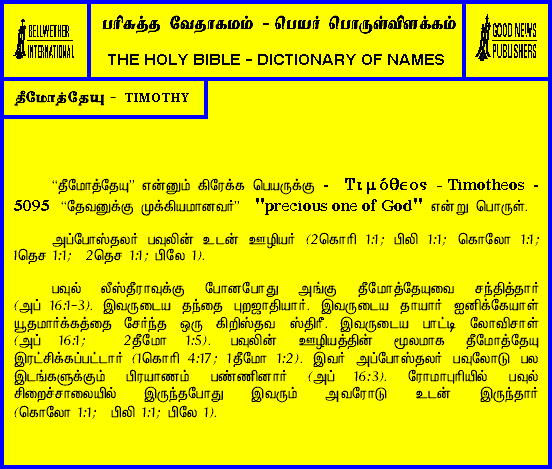 BELLWETHER
INTERNATIONAL
பரிசுத்த வேதாகமம் - பெயர் பொருள்விளக்கம்
THE HOLY BIBLE - DICTIONARY OF NAMES
GOOD NEWS
PUBLISHERS
தீமோத்தேயு - TIMOTHY
“தீமோத்தேயு” என்னும் கிரேக்க பெயருக்கு - Τιμόθεος - Timotheos -
5095 “தேவனுக்கு முக்கியமானவர்” "precious one of God" என்று பொருள்.
அப்போஸ்தலர் பவுலின் உடன் ஊழியர் (2கொரி 1:1; பிலி 1:1; கொலோ 1:1;
1தெச 1:1; 2தெச 1:1; பிலே 1).
பவுல் லீஸ்திராவுக்கு போனபோது அங்கு தீமோத்தேயுவை சந்தித்தார்
(அப் 16:1-3). இவருடைய தந்தை புறஜாதியார். இவருடைய தாயார் ஐனிக்கேயாள்
யூதமார்க்கத்தை சேர்ந்த ஒரு கிறிஸ்தவ ஸ்திரீ. இவருடைய பாட்டி லோவிசாள்
(அப் 16:1; 2தீமோ 1:5). பவுலின் ஊழியத்தின் மூலமாக தீமோத்தேயு
இரட்சிக்கப்பட்டார் (1கொரி 4:17; 1தீமோ 1:2). இவர் அப்போஸ்தலர் பவுலோடு பல
இடங்களுக்கும் பிரயாணம் பண்ணினார் (அப் 16:3). ரோமாபுரியில் பவுல்
சிறைச்சாலையில் இருந்தபோது இவரும் அவரோடு உடன் இருந்தார்
(கொலோ 1:1; பிலி 1:1; பிலே 1).